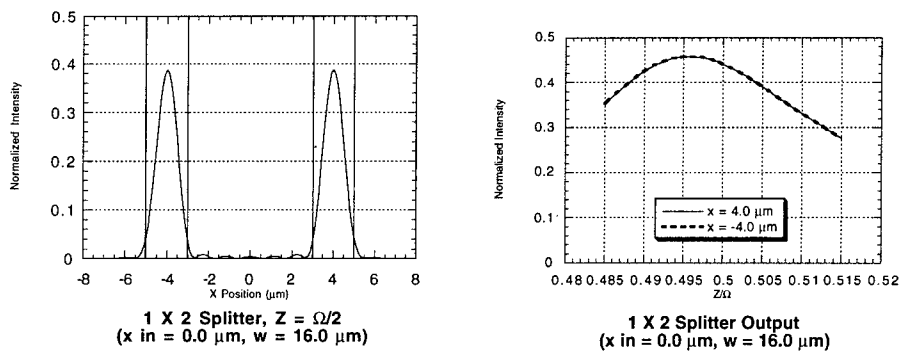 0.5
0.4
0.3
0.2
0.1
0
Normalized Intensity
-8 -6 -4 -2 0 2 4 6 8
X Position (µm)
1 X 2 Splitter, Z = Ω/2
(x in = 0.0 µm, w = 16.0 µm)
0.5
0.4
0.3
0.2
0.1
0
Normalized Intensity
x = 4.0 µm
x = -4.0 µm
0.48 0.485 0.49 0.495 0.5 0.505 0.51 0.515 0.52
Z/Ω
1 X 2 Splitter Output
(x in = 0.0 µm, w = 16.0 µm)